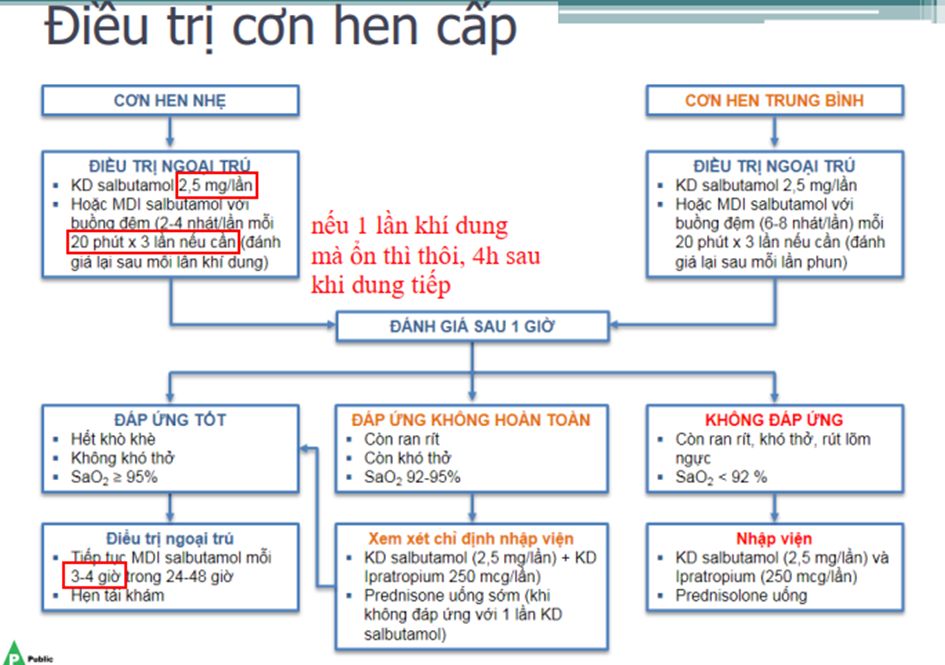 Điều trị cơn hen cấp
CƠN HEN NHẸ
CƠN HEN TRUNG BÌNH
ĐIỀU TRỊ NGOẠI TRÚ
▪ KD salbutamol 2,5 mg/lần
▪ Hoặc MDI salbutamol với
buồng đệm (2-4 nhát/lần mỗi
20 phút x 3 lần nếu cần (đánh
giá lại sau mỗi lần khí dung)
nếu 1 lần khí dung
mà ổn thì thôi, 4h sau
khi dung tiếp
ĐIỀU TRỊ NGOẠI TRÚ
▪ KD salbutamol 2,5 mg/lần
▪ Hoặc MDI salbutamol với
buồng đệm (6-8 nhát/lần) mỗi
20 phút x 3 lần nếu cần (đánh
giá lại sau mỗi lần phun)
ĐÁNH GIÁ SAU 1 GIỜ
ĐÁP ỨNG TỐT
▪ Hết khò khè
▪ Không khó thở
▪ SaO₂ ≥ 95%
ĐÁP ỨNG KHÔNG HOÀN TOÀN
▪ Còn ran rít
▪ Còn khó thở
▪ SaO₂ 92-95%
KHÔNG ĐÁP ỨNG
▪ Còn ran rít, khó thở, rút lõm
ngực
▪ SaO₂ < 92 %
Điều trị ngoại trú
▪ Tiếp tục MDI salbutamol mỗi
3-4 giờ trong 24-48 giờ
▪ Hẹn tái khám
Xem xét chỉ định nhập viện
▪ KD salbutamol (2,5 mg/lần) + KD
Ipratropium 250 mcg/lần)
▪ Prednisone uống sớm (khi
không đáp ứng với 1 lần KD
salbutamol)
Nhập viện
▪ KD salbutamol (2,5 mg/lần) và
Ipratropium (250 mcg/lần)
▪ Prednisolone uống
P Public